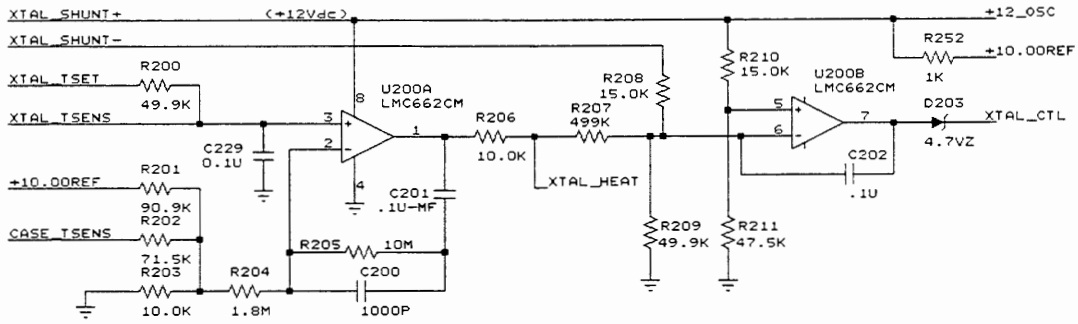 XTAL_SHUNT+
(+12Vdc)
+12_OSC
XTAL_SHUNT-
R252
+10.00REF
1K
XTAL_TSET
R200
49.9K
U200A
LMC662CM
8
R208
15.0K
R210
15.0K
U200B
LMC662CM
XTAL_TSENS
3
+
1
R206
10.0K
R207
499K
5
+
6
-
7
D203
4.7VZ
XTAL_CTL
2
-
4
C229
0.1U
XTAL_HEAT
C202
.1U
+10.00REF
R201
90.9K
C201
.1U-MF
CASE_TSENS
R202
71.5K
R205
10M
R209
49.9K
R211
47.5K
R203
10.0K
R204
1.8M
C200
1000P